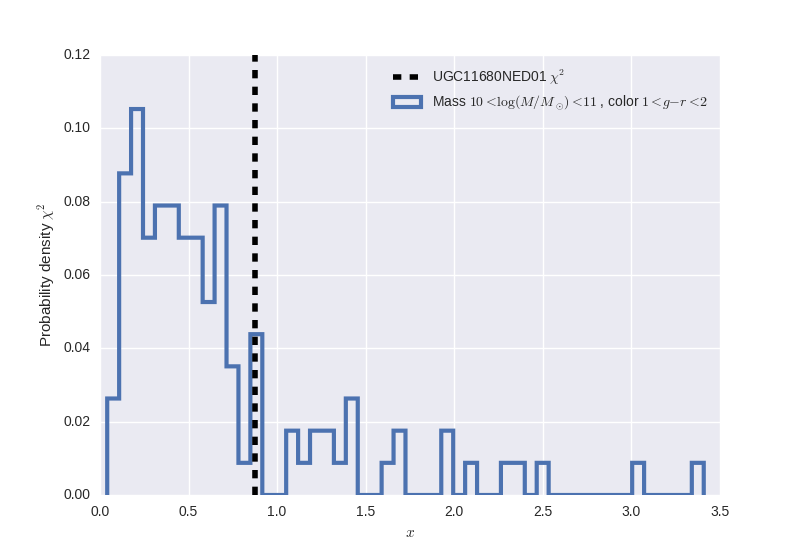 UGC11680NED01 χ²
Mass 10<log(M/M⊙)<11, color 1<g−r<2
Probability density χ²
0.12
0.10
0.08
0.06
0.04
0.02
0.00
0.0 0.5 1.0 1.5 2.0 2.5 3.0 3.5
x